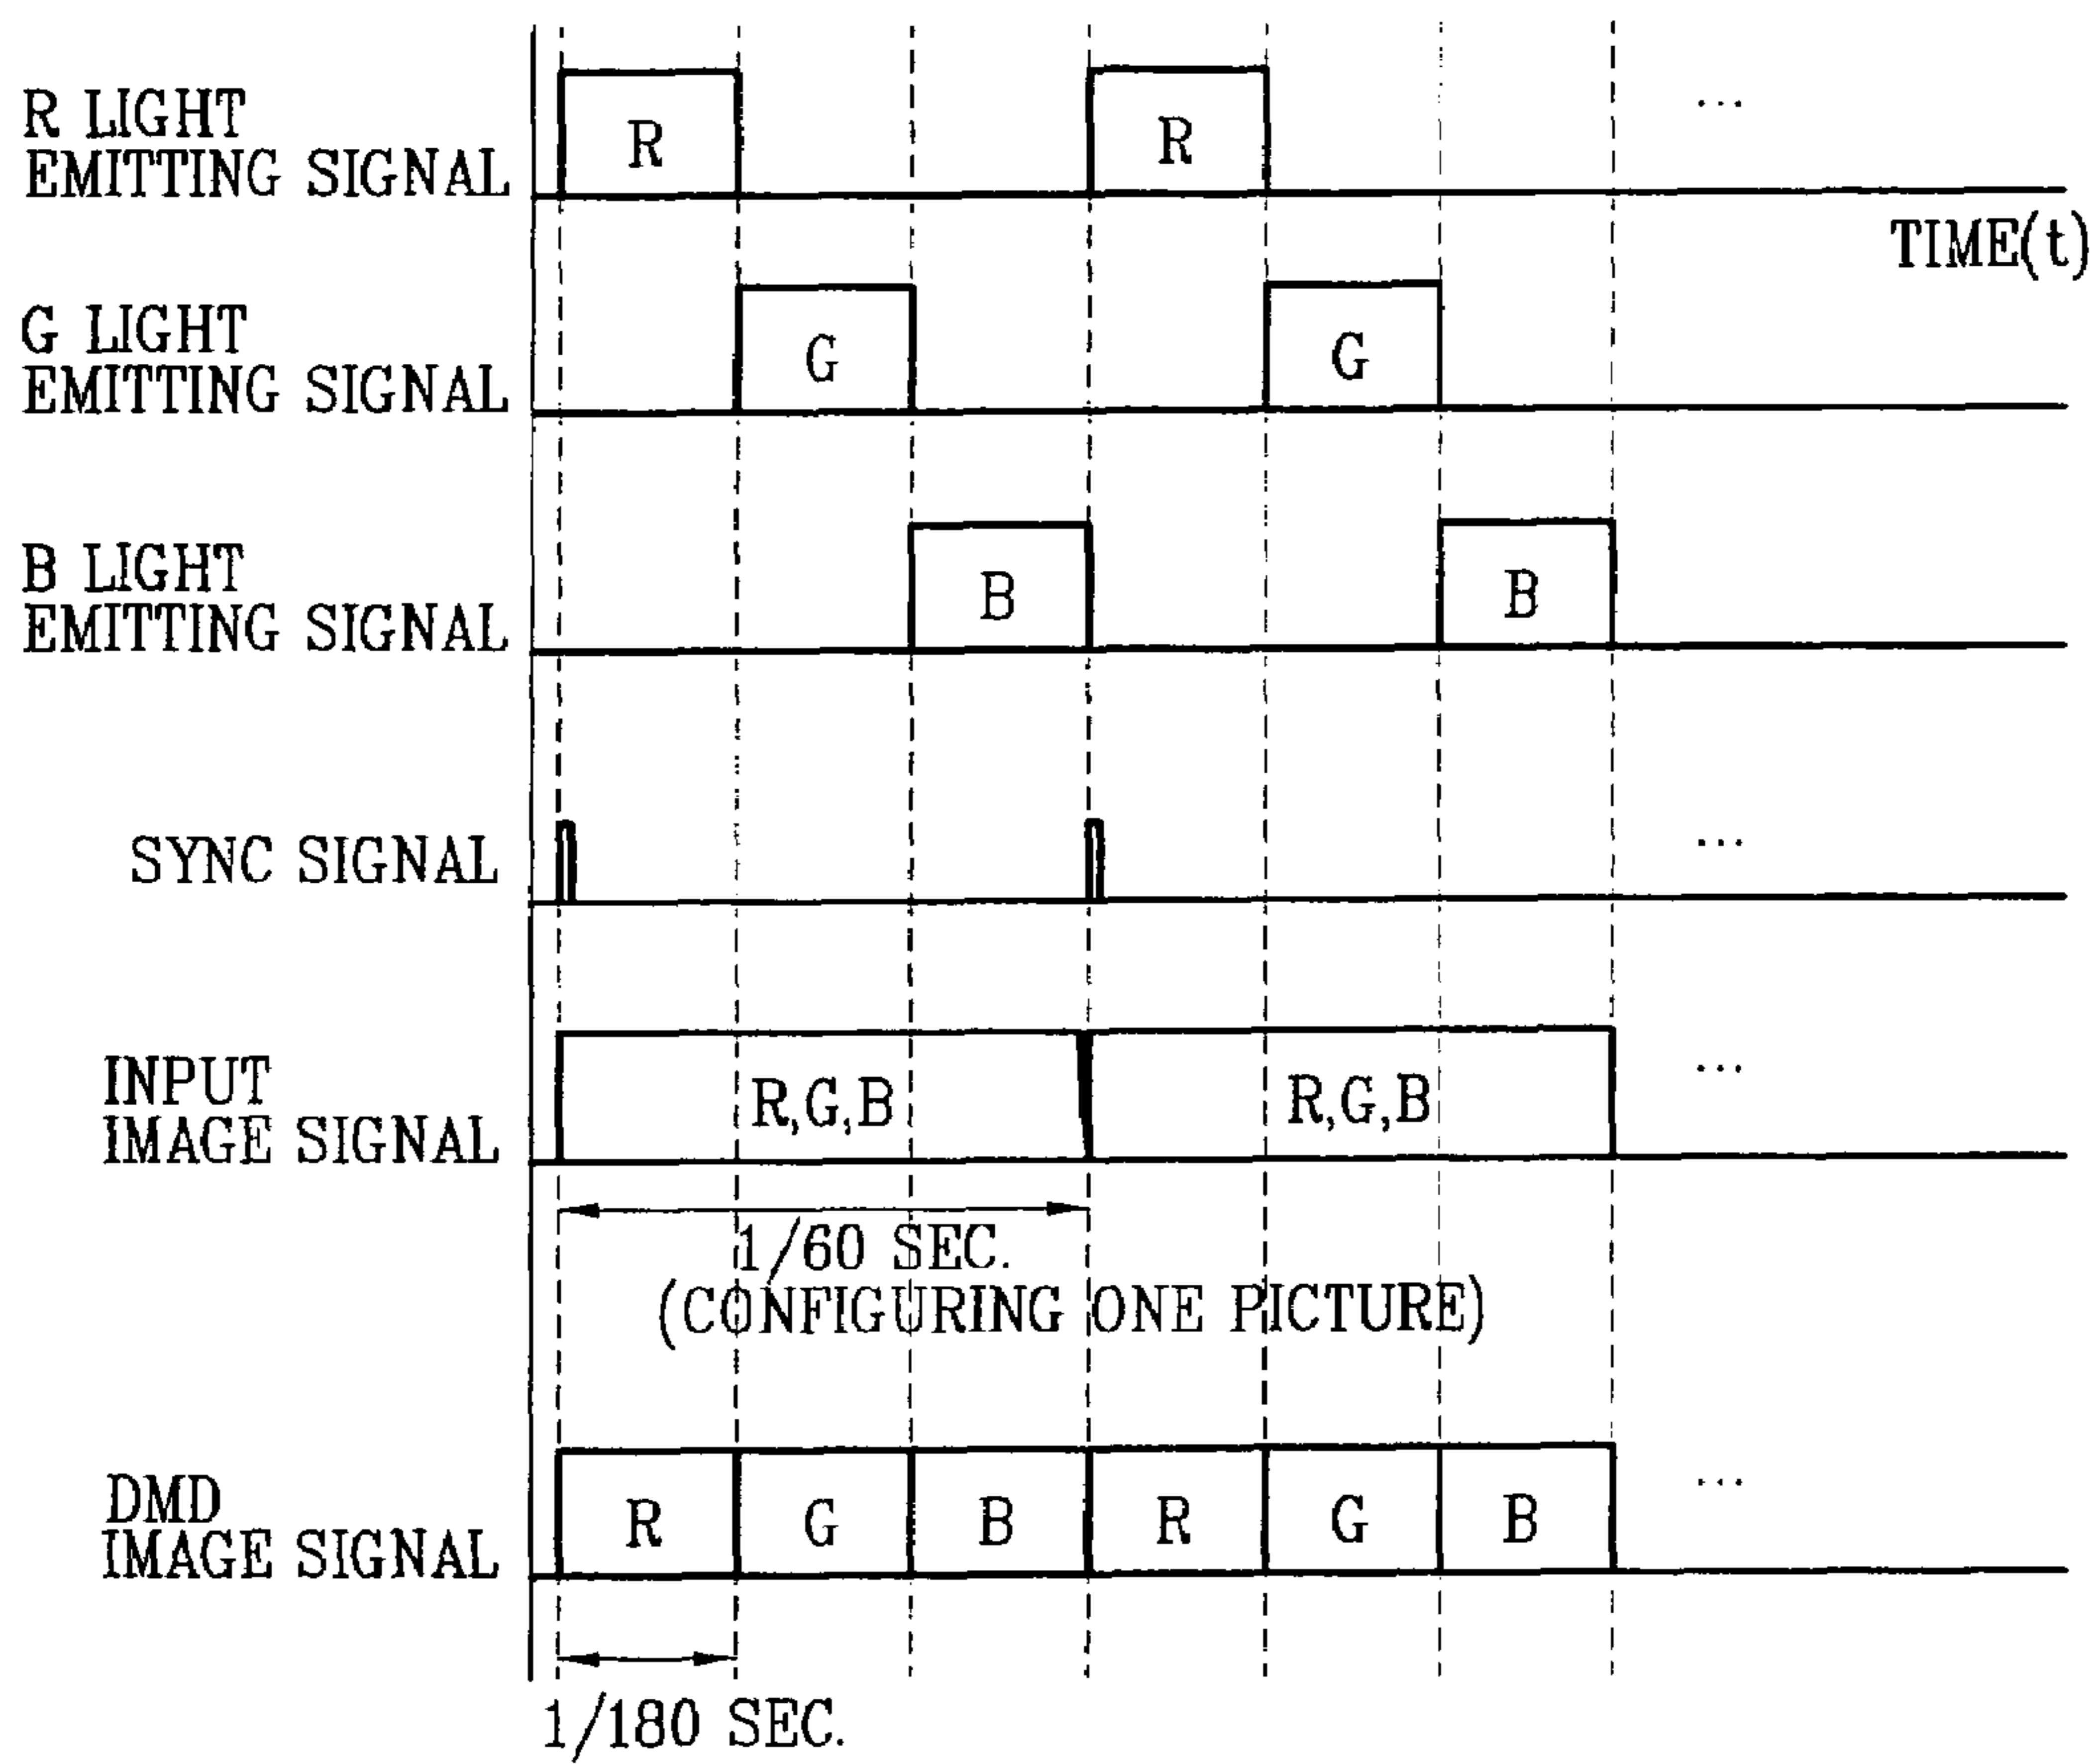 R LIGHT
EMITTING SIGNAL
R
R
...
TIME(t)
G LIGHT
EMITTING SIGNAL
G
G
B LIGHT
EMITTING SIGNAL
B
B
SYNC SIGNAL
...
INPUT
IMAGE SIGNAL
R,G,B
R,G,B
...
1/60 SEC.
(CONFIGURING ONE PICTURE)
DMD
IMAGE SIGNAL
R
G
B
R
G
B
...
1/180 SEC.